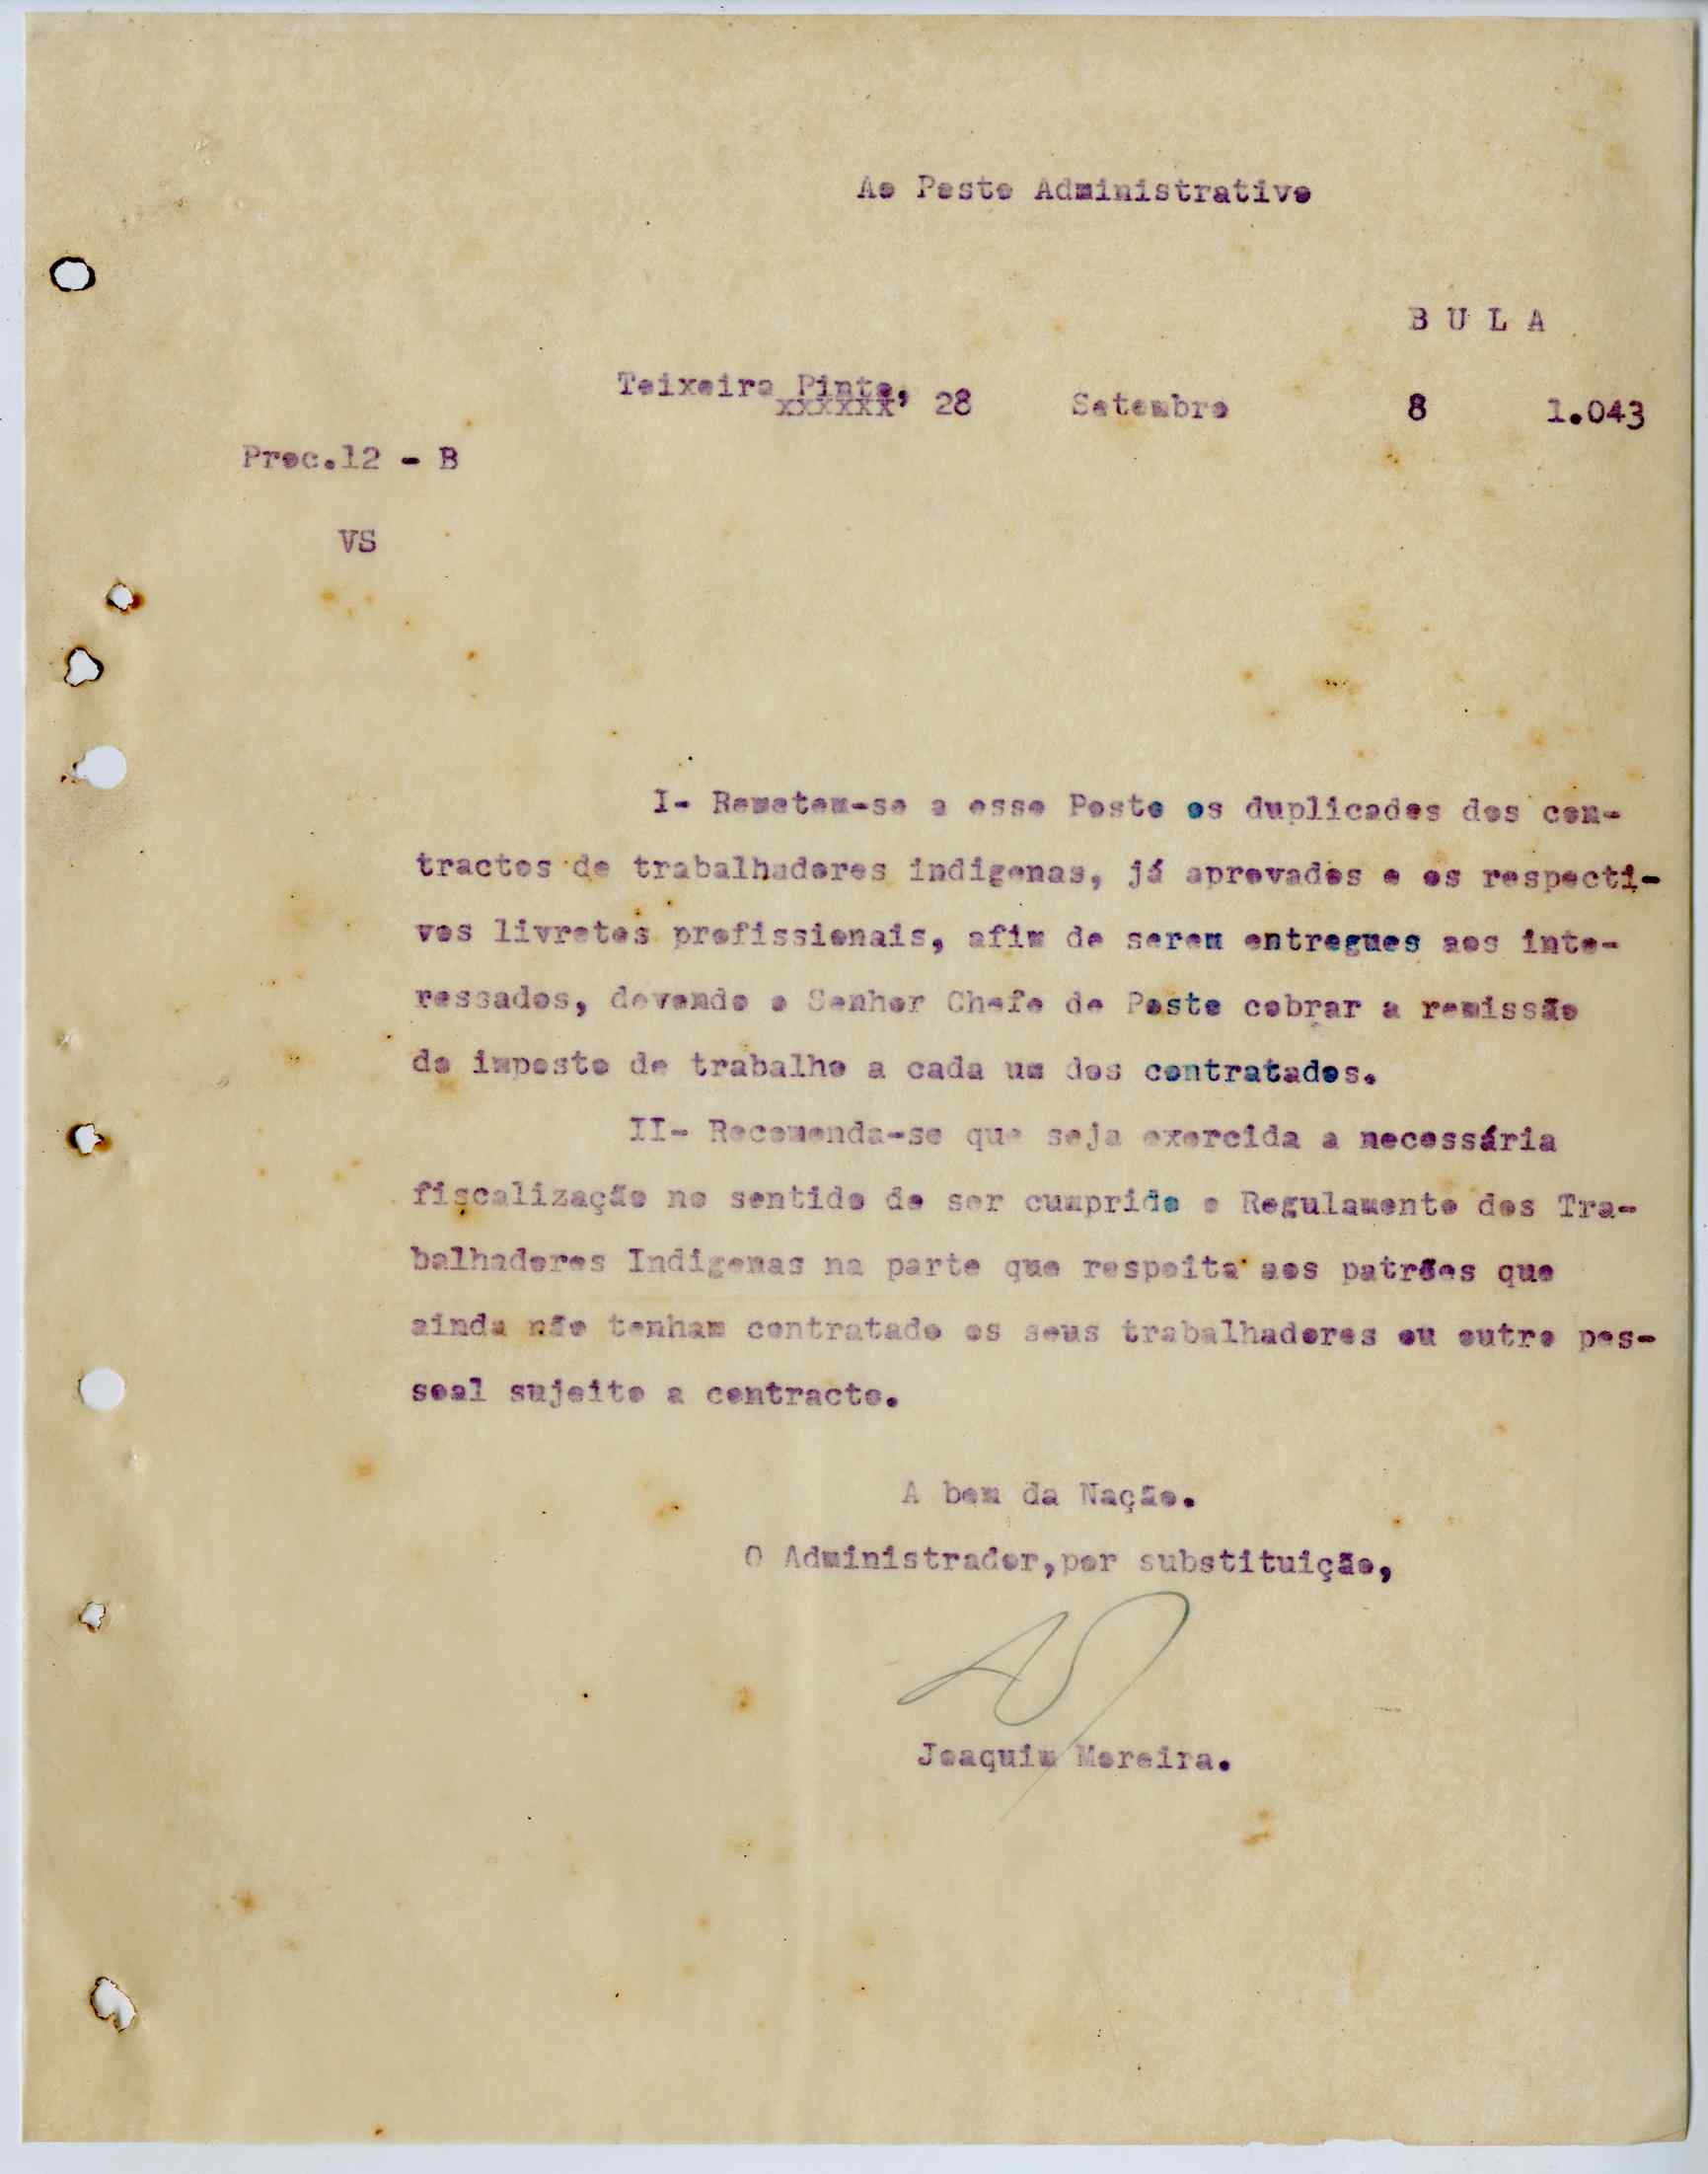 Ao Posto Administrativo
B U L A
Teixeira Pinto, 28 Setembro 8 1.043
xxxxxx
Proc.12 - B
VS
I- Remetem-se a esse Posto os duplicados dos con-
tractos de trabalhadores indigenas, já aprovados e os respecti-
vos livretes profissionais, afim de serem entregues aos inte-
ressados, devendo o Senhor Chefe de Posto cobrar a remissão
do imposto de trabalho a cada um dos contratados.
II- Recomenda-se que seja exercida a necessária
fiscalização no sentido de ser cumprido o Regulamento dos Tra-
balhadores Indigenas na parte que respeita aos patrões que
ainda não tenham contratado os seus trabalhadores ou outro pes-
soal sujeito a contracto.
A bem da Nação.
O Administrador,por substituição,
Joaquim Moreira.